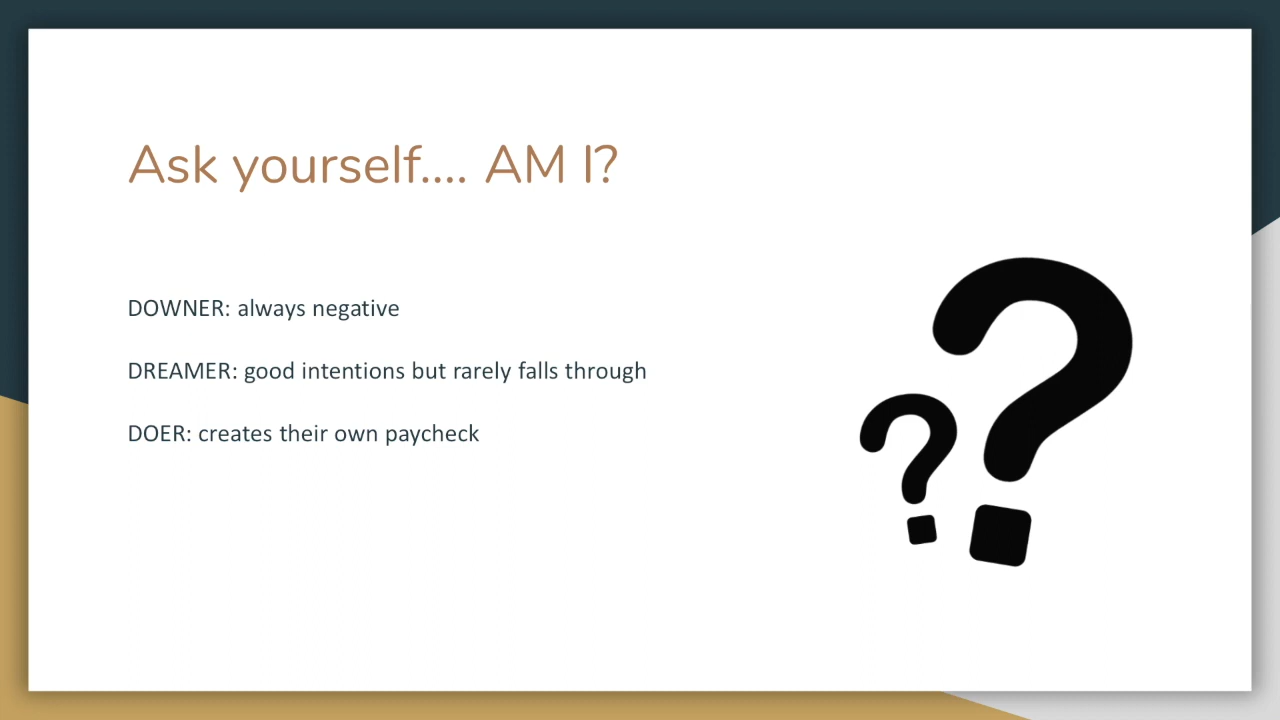 Ask yourself.... AM I?
DOWNER: always negative
DREAMER: good intentions but rarely falls through
DOER: creates their own paycheck